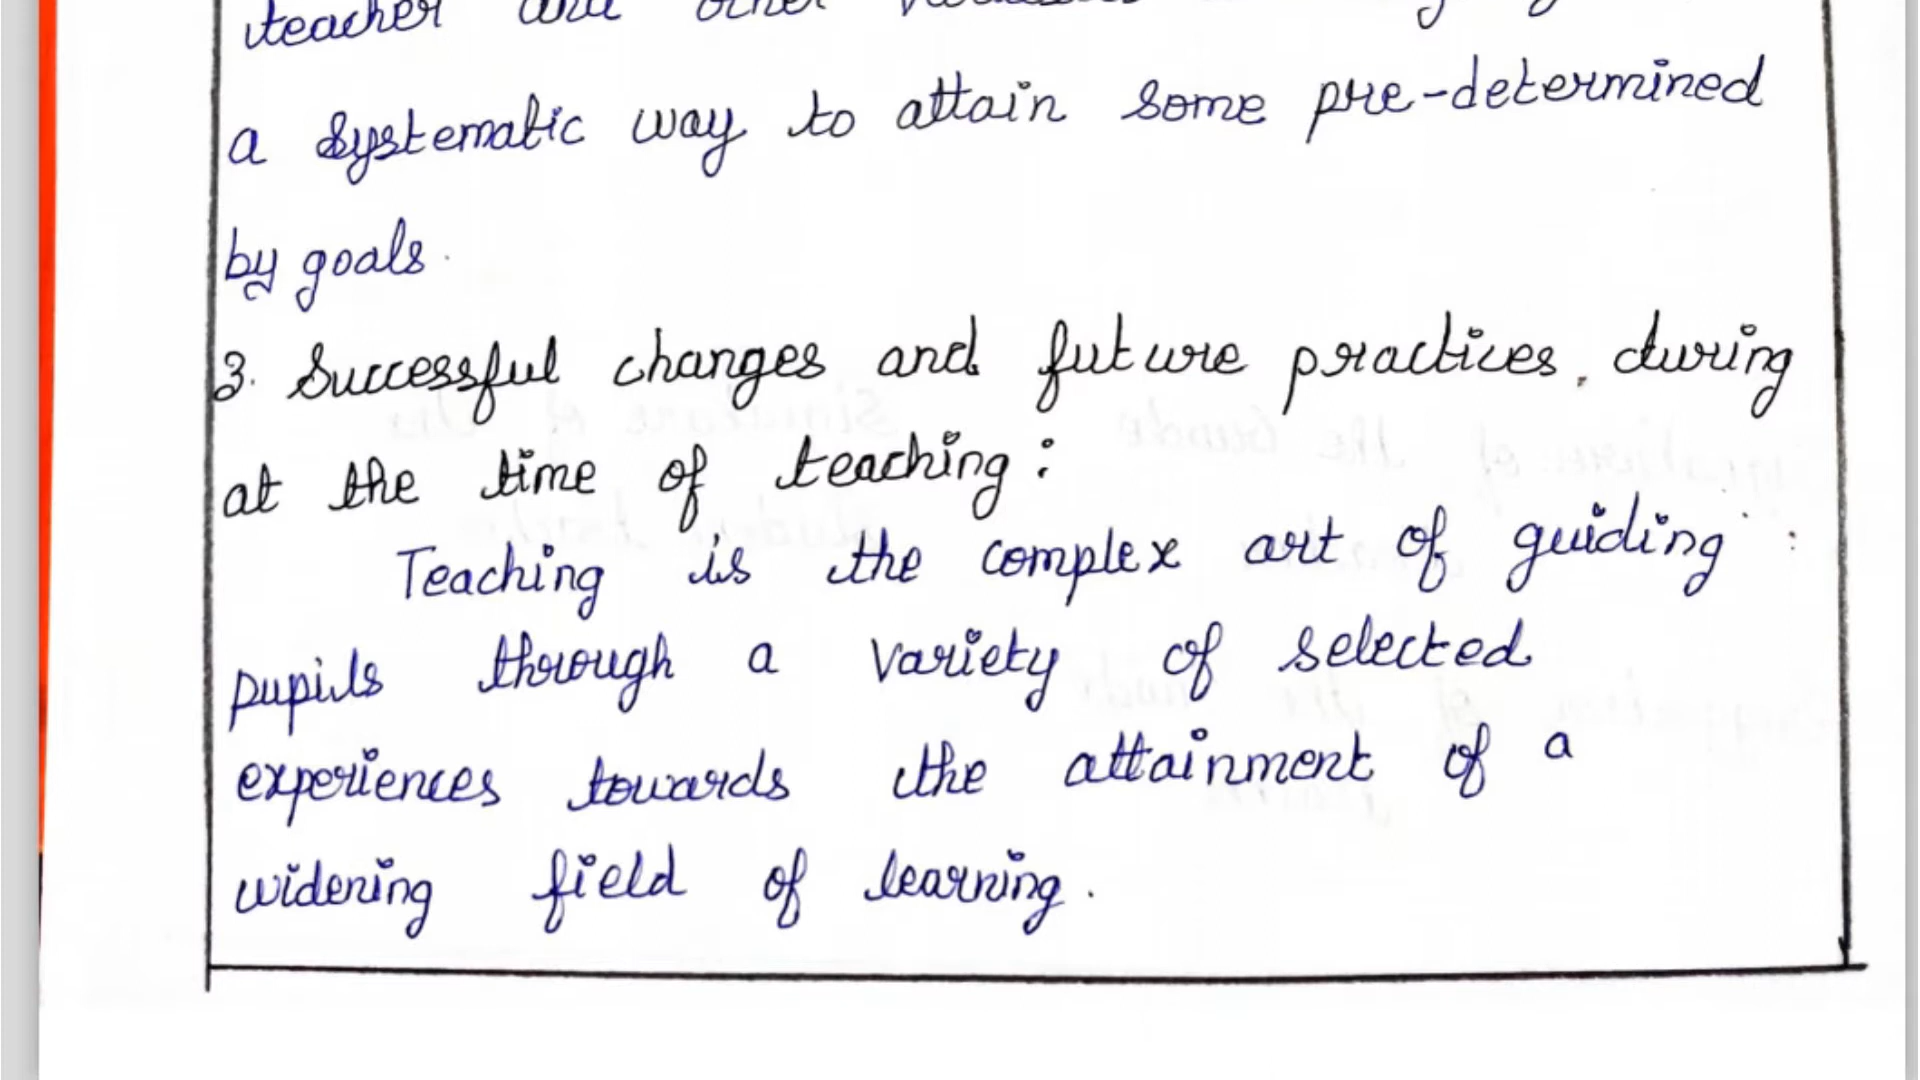 teacher and other
a systematic way to attain some pre-determined
by goals.
3. Successful changes and future practices, during
at the time of teaching:
Teaching is the complex art of guiding
pupils through a variety of selected
experiences towards the attainment of a
widening field of learning.